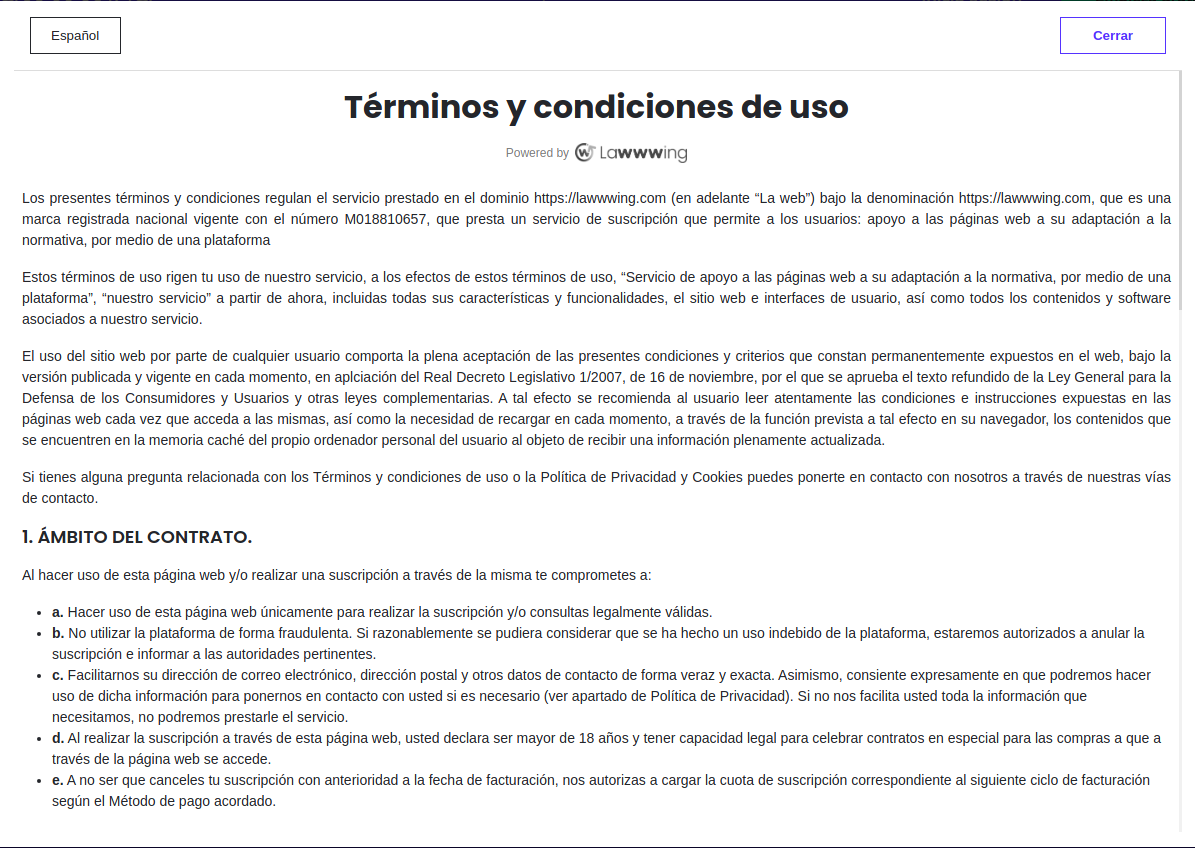 Español
Cerrar
Términos y condiciones de uso
Powered by Lawwwing
Los presentes términos y condiciones regulan el servicio prestado en el dominio https://lawwwing.com (en adelante “La web”) bajo la denominación https://lawwwing.com, que es una
marca registrada nacional vigente con el número M018810657, que presta un servicio de suscripción que permite a los usuarios: apoyo a las páginas web a su adaptación a la
normativa, por medio de una plataforma
Estos términos de uso rigen tu uso de nuestro servicio, a los efectos de estos términos de uso, “Servicio de apoyo a las páginas web a su adaptación a la normativa, por medio de una
plataforma”, “nuestro servicio” a partir de ahora, incluidas todas sus características y funcionalidades, el sitio web e interfaces de usuario, así como todos los contenidos y software
asociados a nuestro servicio.
El uso del sitio web por parte de cualquier usuario comporta la plena aceptación de las presentes condiciones y criterios que constan permanentemente expuestos en el web, bajo la
versión publicada y vigente en cada momento, en aplciación del Real Decreto Legislativo 1/2007, de 16 de noviembre, por el que se aprueba el texto refundido de la Ley General para la
Defensa de los Consumidores y Usuarios y otras leyes complementarias. A tal efecto se recomienda al usuario leer atentamente las condiciones e instrucciones expuestas en las
páginas web cada vez que acceda a las mismas, así como la necesidad de recargar en cada momento, a través de la función prevista a tal efecto en su navegador, los contenidos que
se encuentren en la memoria caché del propio ordenador personal del usuario al objeto de recibir una información plenamente actualizada.
Si tienes alguna pregunta relacionada con los Términos y condiciones de uso o la Política de Privacidad y Cookies puedes ponerte en contacto con nosotros a través de nuestras vías
de contacto.
1. ÁMBITO DEL CONTRATO.
Al hacer uso de esta página web y/o realizar una suscripción a través de la misma te comprometes a:
• a. Hacer uso de esta página web únicamente para realizar la suscripción y/o consultas legalmente válidas.
• b. No utilizar la plataforma de forma fraudulenta. Si razonablemente se pudiera considerar que se ha hecho un uso indebido de la plataforma, estaremos autorizados a anular la
suscripción e informar a las autoridades pertinentes.
• c. Facilitarnos su dirección de correo electrónico, dirección postal y otros datos de contacto de forma veraz y exacta. Asimismo, consiente expresamente en que podremos hacer
uso de dicha información para ponernos en contacto con usted si es necesario (ver apartado de Política de Privacidad). Si no nos facilita usted toda la información que
necesitamos, no podremos prestarle el servicio.
• d. Al realizar la suscripción a través de esta página web, usted declara ser mayor de 18 años y tener capacidad legal para celebrar contratos en especial para las compras a que a
través de la página web se accede.
• e. A no ser que canceles tu suscripción con anterioridad a la fecha de facturación, nos autorizas a cargar la cuota de suscripción correspondiente al siguiente ciclo de facturación
según el Método de pago acordado.